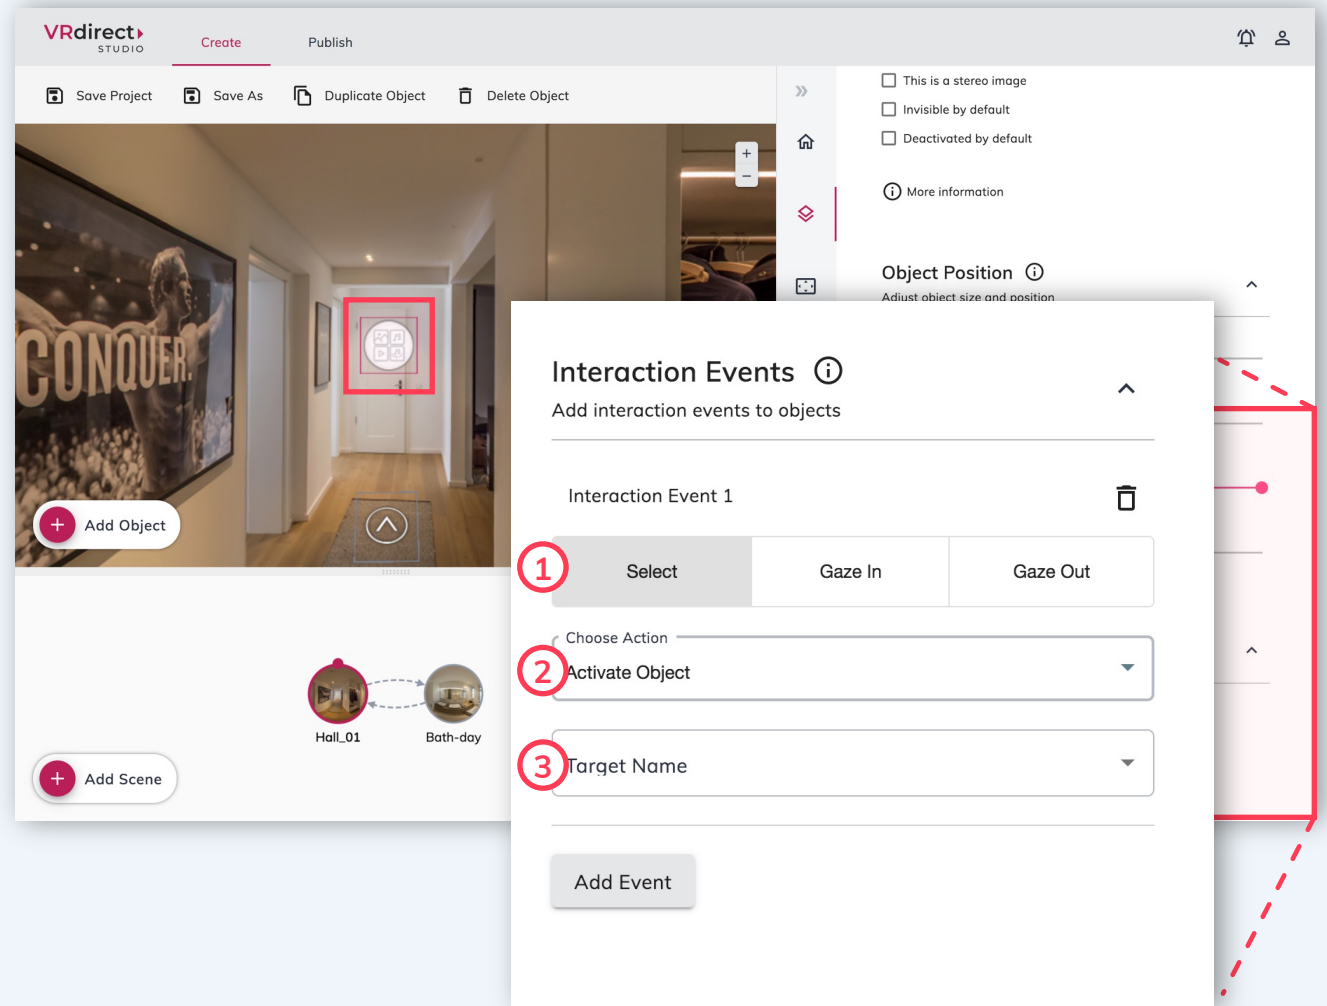 VRdirect
STUDIO
Create
Publish
Save Project
Save As
Duplicate Object
Delete Object
This is a stereo image
Invisible by default
Deactivated by default
More information
Object Position
Adjust object size and position
CONQUER.
+
−
Add Object
Hall_01
Bath-day
Add Scene
Interaction Events
Add interaction events to objects
Interaction Event 1
1
Select
Gaze In
Gaze Out
Choose Action
2
Activate Object
3
Target Name
Add Event